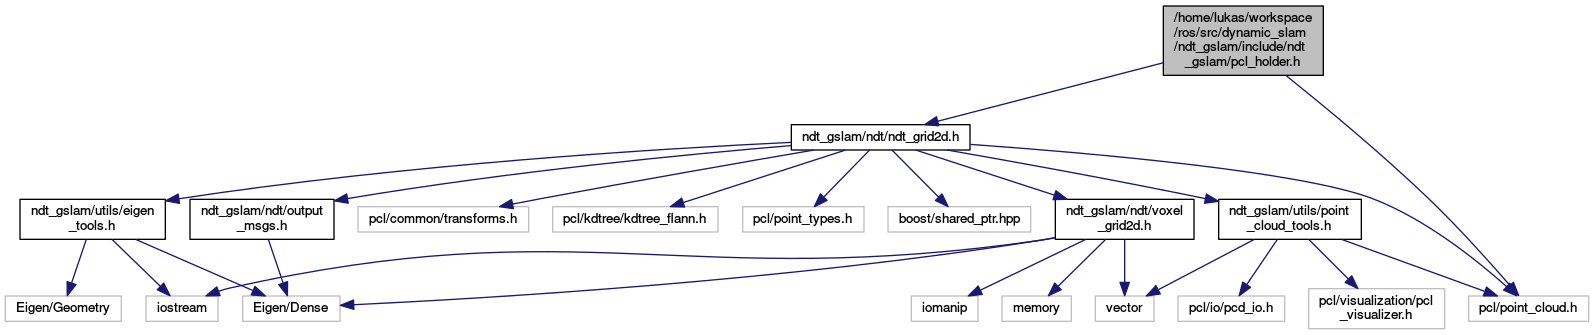 /home/lukas/workspace
/ros/src/dynamic_slam
/ndt_gslam/include/ndt
_gslam/pcl_holder.h
ndt_gslam/ndt/ndt_grid2d.h
ndt_gslam/utils/eigen
_tools.h
ndt_gslam/ndt/output
_msgs.h
pcl/common/transforms.h
pcl/kdtree/kdtree_flann.h
pcl/point_types.h
boost/shared_ptr.hpp
ndt_gslam/ndt/voxel
_grid2d.h
ndt_gslam/utils/point
_cloud_tools.h
Eigen/Geometry
iostream
Eigen/Dense
iomanip
memory
vector
pcl/io/pcd_io.h
pcl/visualization/pcl
_visualizer.h
pcl/point_cloud.h